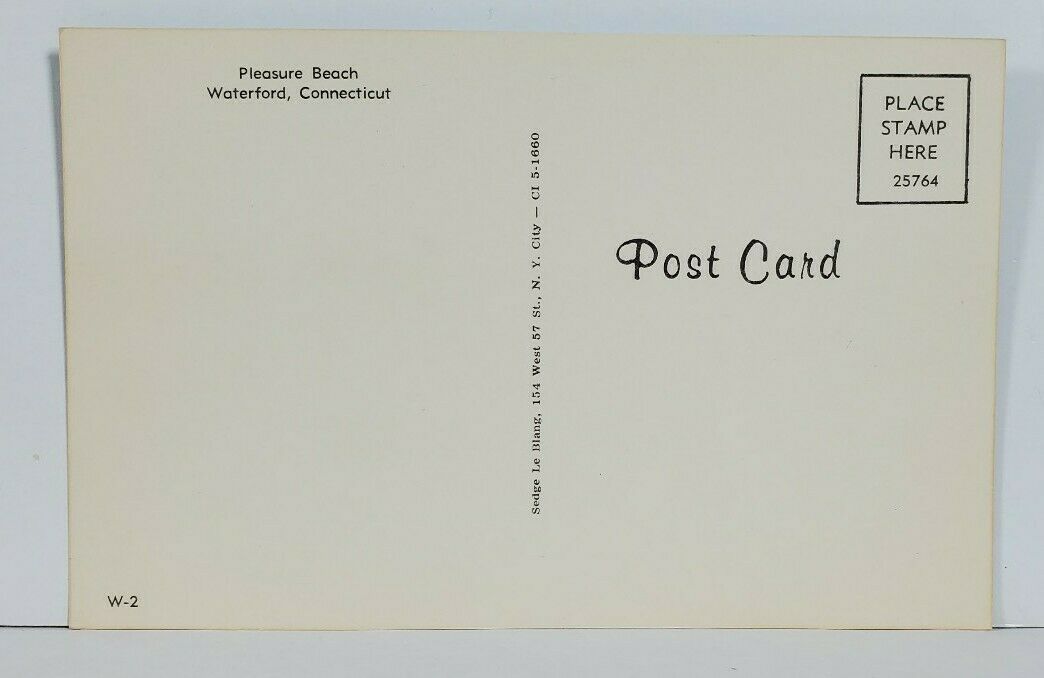 Pleasure Beach
Waterford, Connecticut
W-2
Sedge Le Blang, 154 West 57 St., N. Y. City — CI 5-1660
PLACE
STAMP
HERE
25764
Post Card